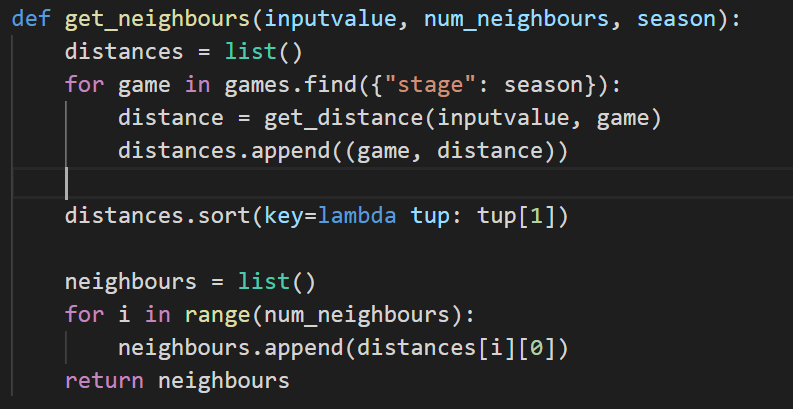 def get_neighbours(inputvalue, num_neighbours, season):
    distances = list()
    for game in games.find({"stage": season}):
        distance = get_distance(inputvalue, game)
        distances.append((game, distance))
    distances.sort(key=lambda tup: tup[1])
    neighbours = list()
    for i in range(num_neighbours):
        neighbours.append(distances[i][0])
    return neighbours